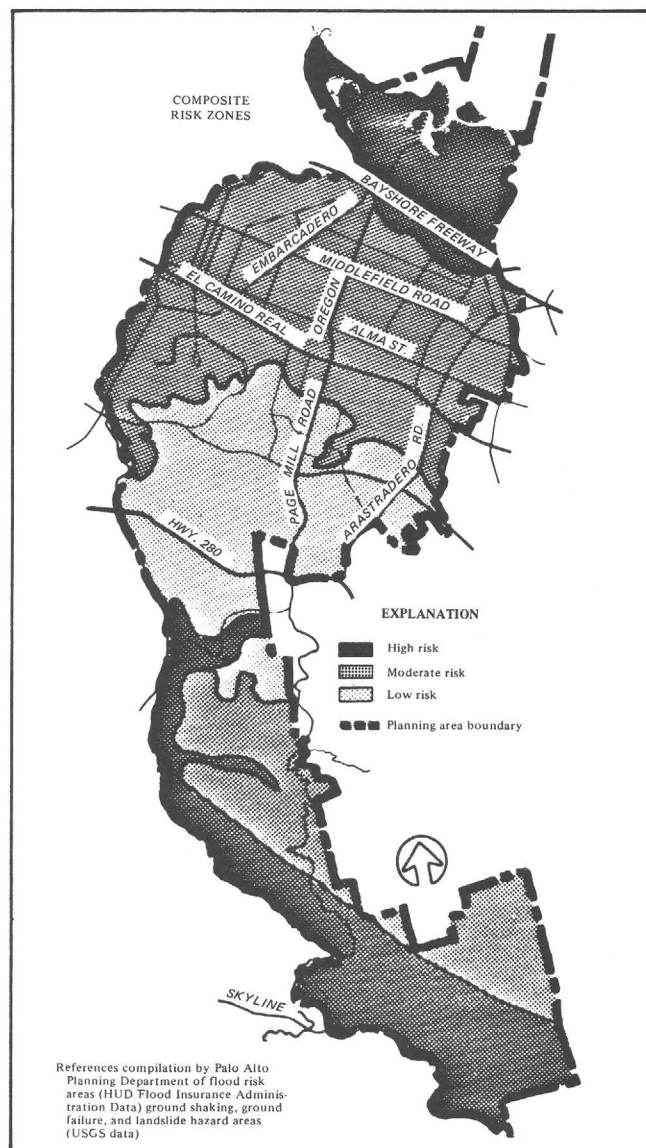 COMPOSITE
RISK ZONES
BAYSHORE FREEWAY
EMBARCADERO
MIDDLEFIELD ROAD
EL CAMINO REAL
OREGON
ALMA ST.
PAGE MILL ROAD
ARASTRADERO RD.
HWY. 280
EXPLANATION
High risk
Moderate risk
Low risk
Planning area boundary
SKYLINE
References compilation by Palo Alto
Planning Department of flood risk
areas (HUD Flood Insurance Adminis-
tration Data) ground shaking, ground
failure, and landslide hazard areas
(USGS data)